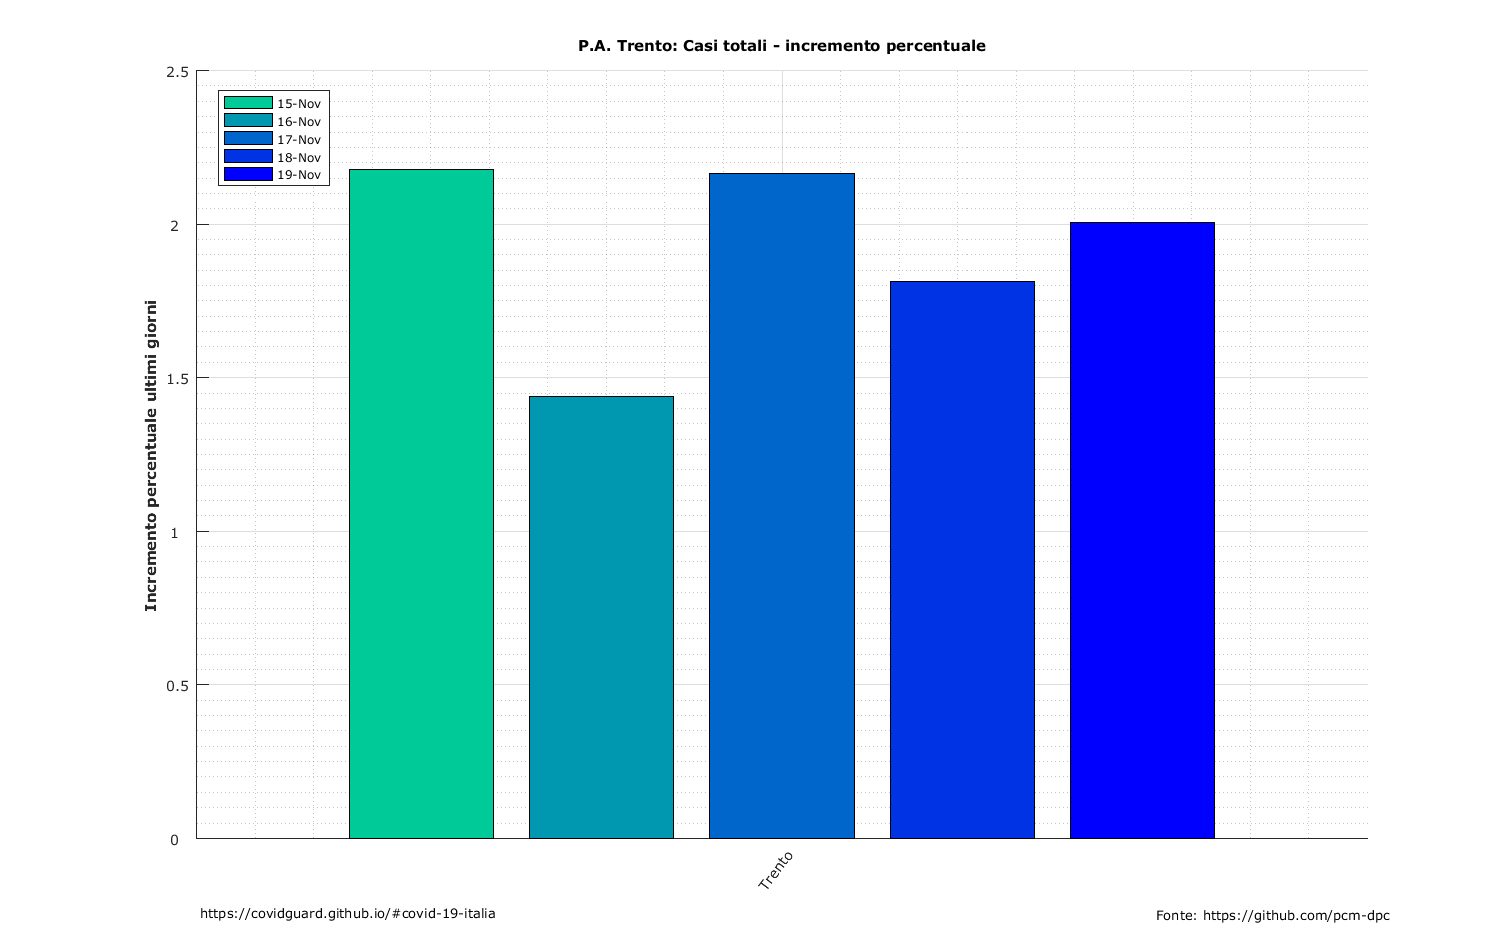 P.A. Trento: Casi totali - incremento percentuale
2.5
15-Nov
16-Nov
17-Nov
18-Nov
19-Nov
2
1.5
1
0.5
0
Incremento percentuale ultimi giorni
Trento
https://covidguard.github.io/#covid-19-italia
Fonte: https://github.com/pcm-dpc